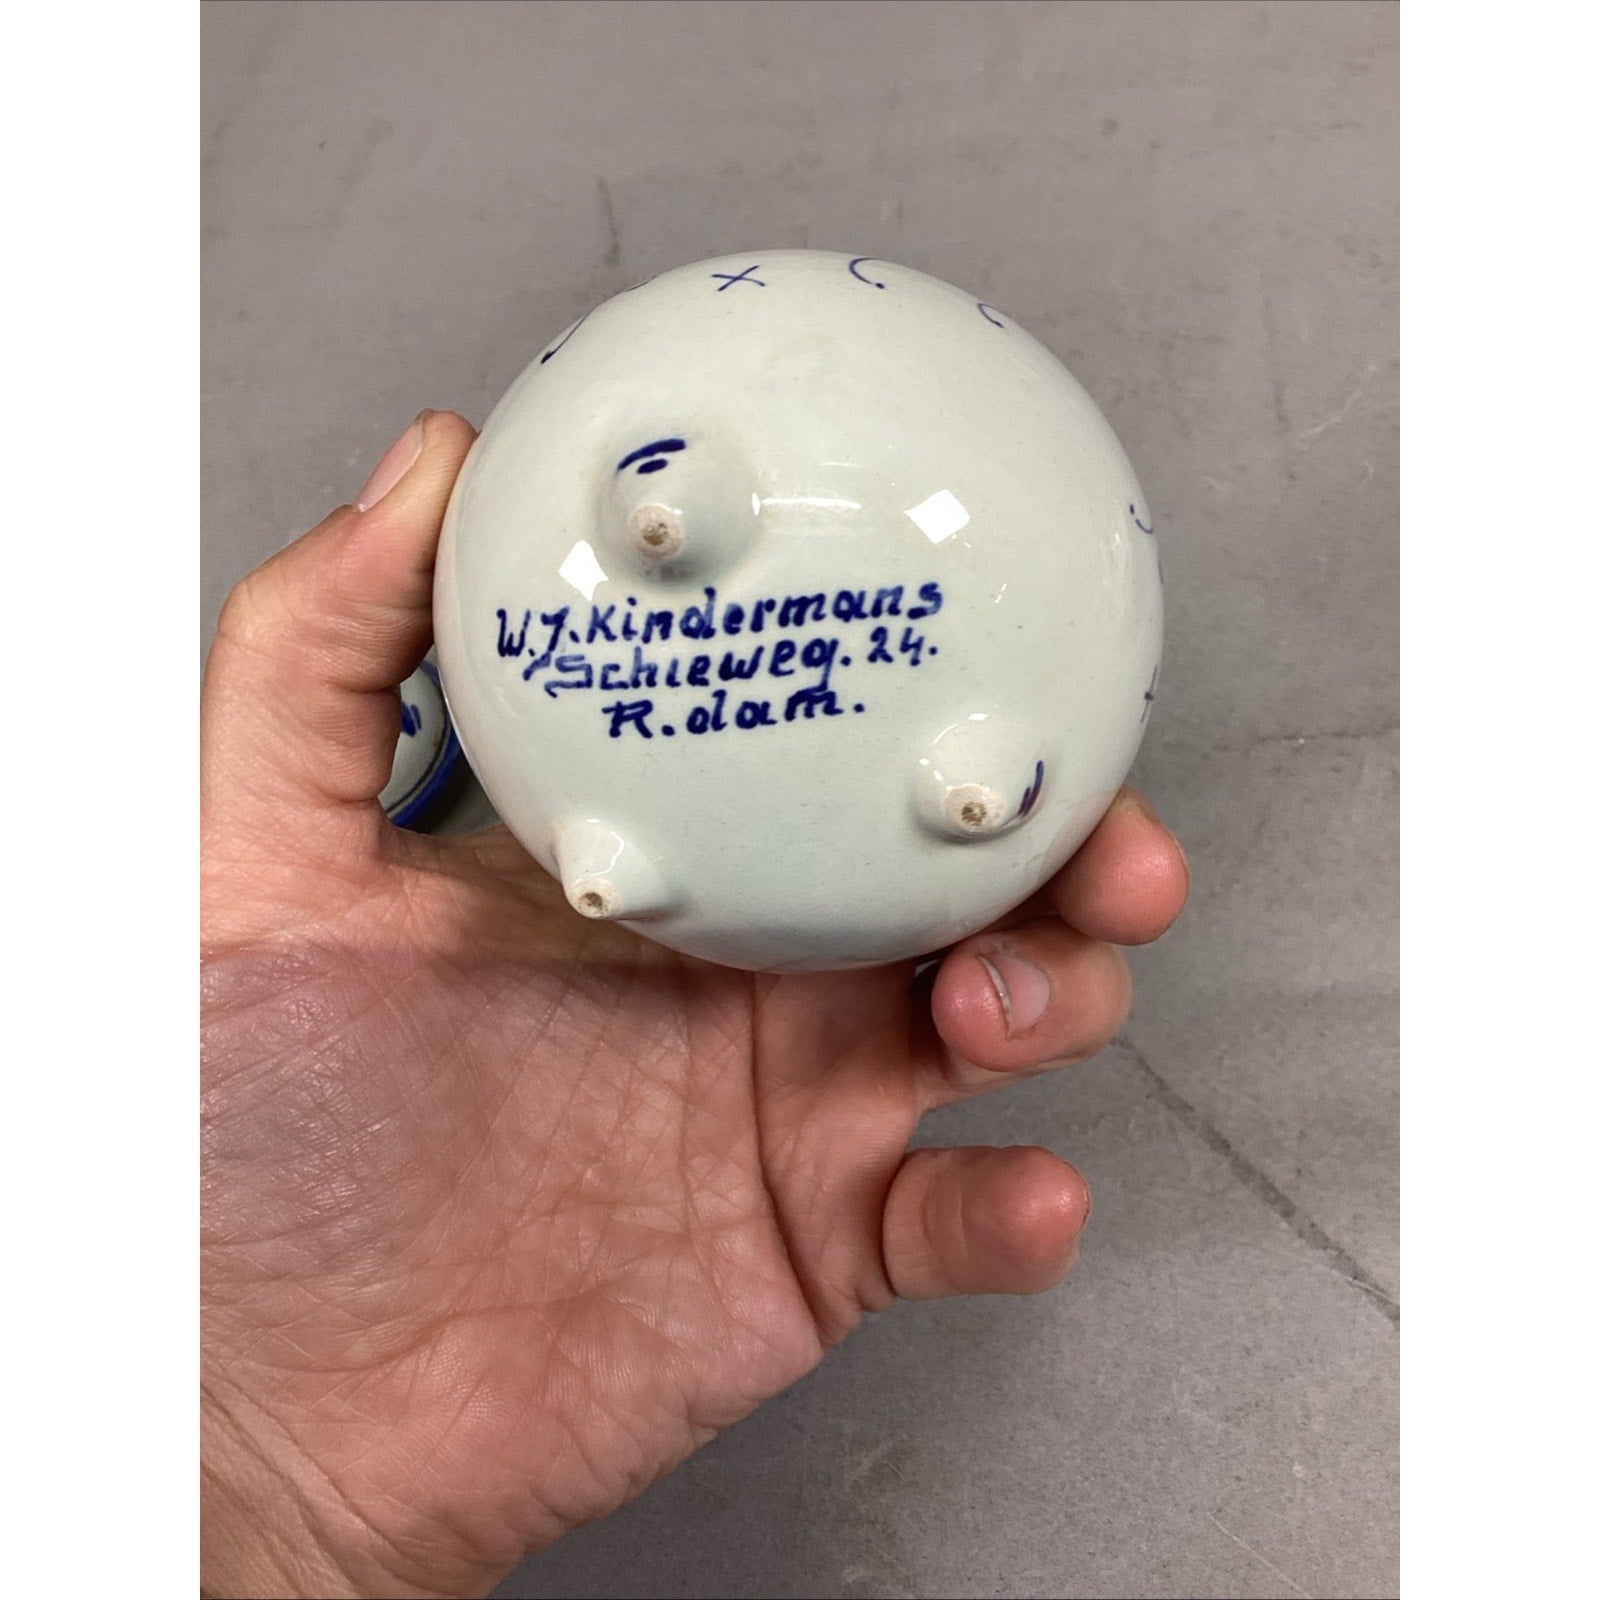 W.J. Kindermans
Schieweg. 24.
R.dam.